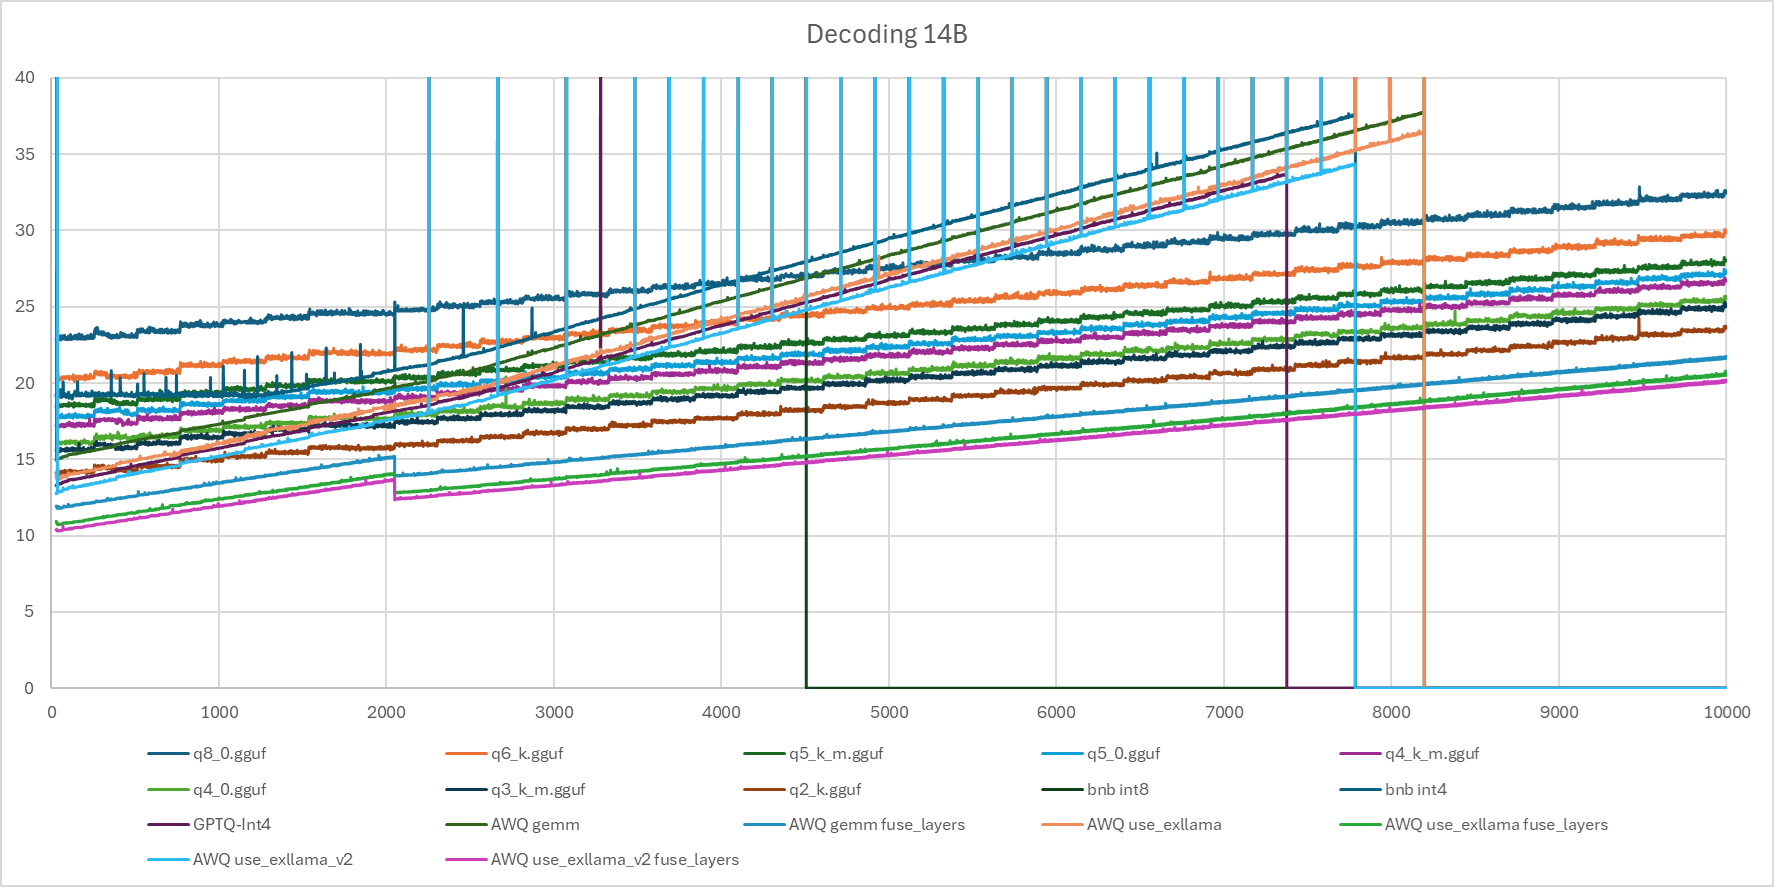 Decoding 14B
40
35
30
25
20
15
10
5
0
0 1000 2000 3000 4000 5000 6000 7000 8000 9000 10000
q8_0.gguf q6_k.gguf q5_k_m.gguf q5_0.gguf q4_k_m.gguf
q4_0.gguf q3_k_m.gguf q2_k.gguf bnb int8 bnb int4
GPTQ-Int4 AWQ gemm AWQ gemm fuse_layers AWQ use_exllama AWQ use_exllama fuse_layers
AWQ use_exllama_v2 AWQ use_exllama_v2 fuse_layers